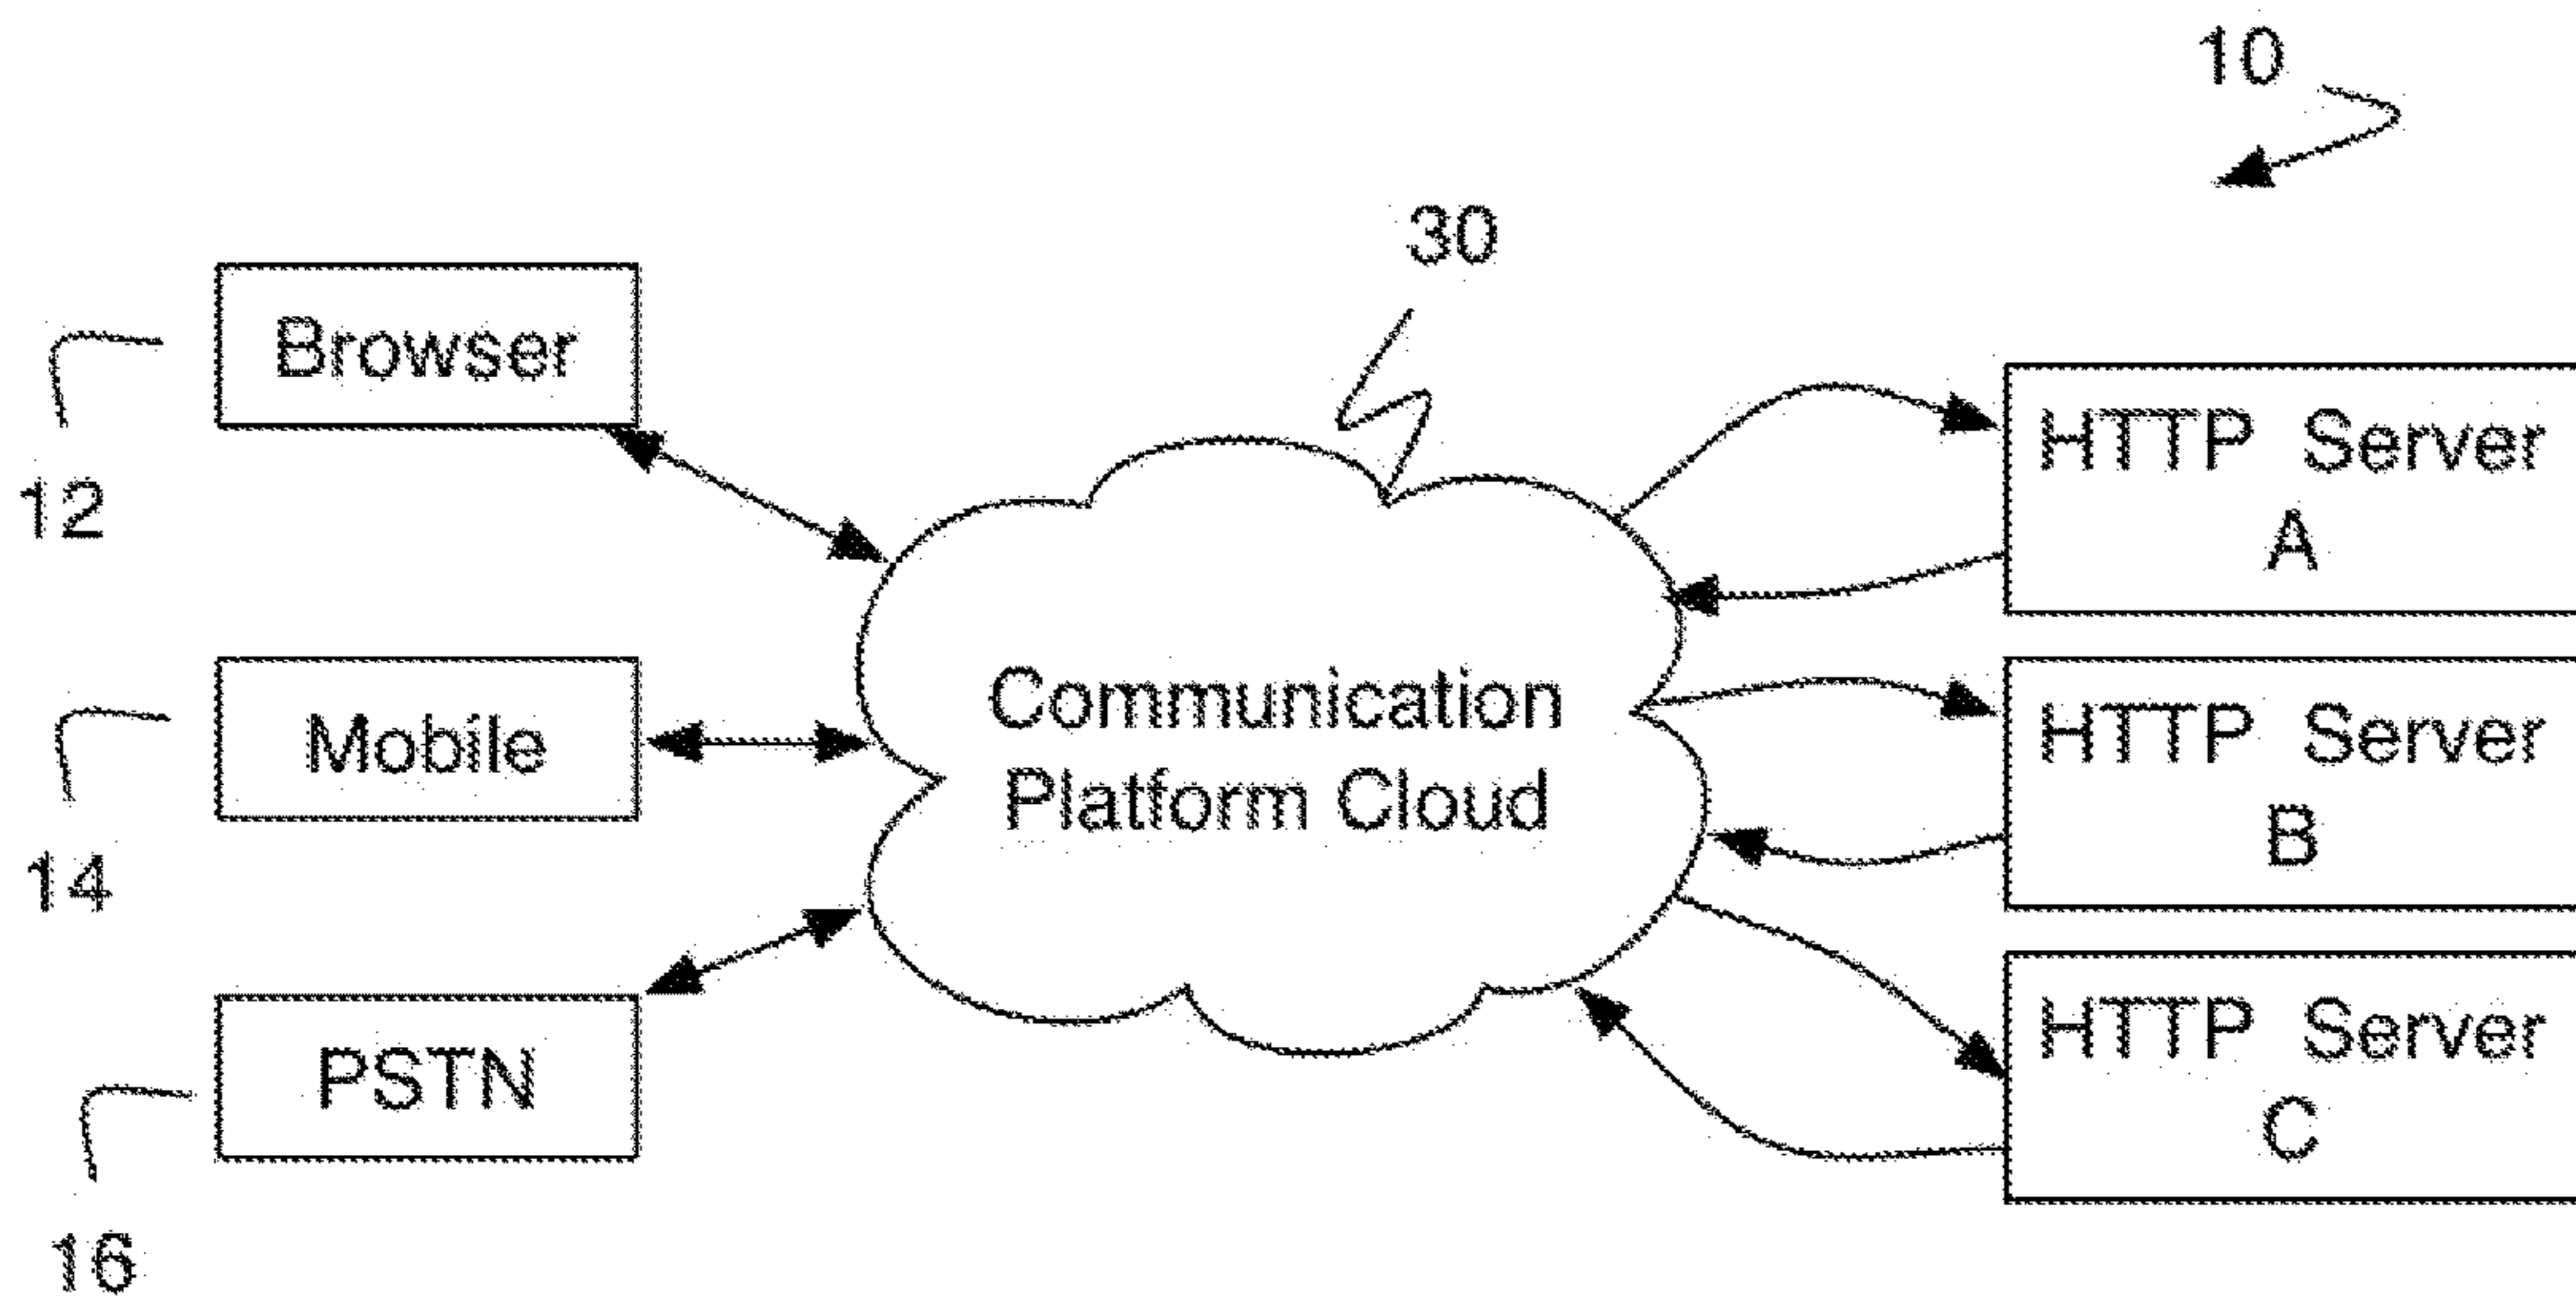 10
30
Browser
12
Mobile
14
PSTN
16
Communication
Platform Cloud
HTTP Server
A
HTTP Server
B
HTTP Server
C